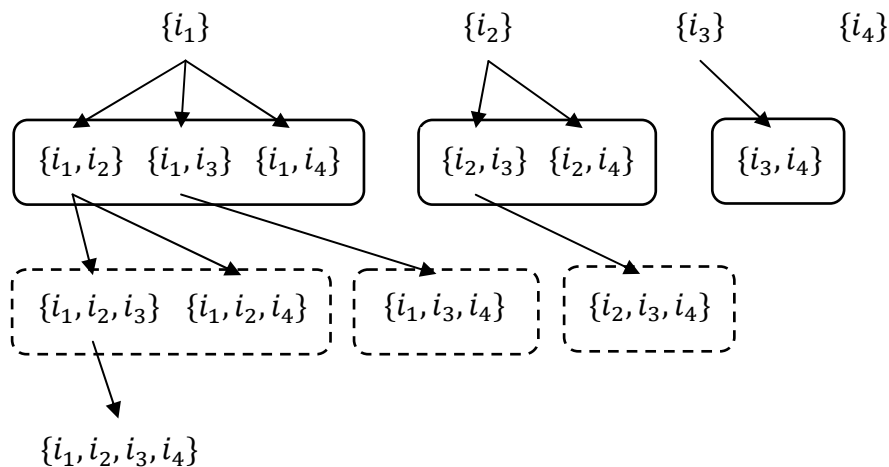 {i₁} {i₂} {i₃} {i₄}
{i₁, i₂} {i₁, i₃} {i₁, i₄} {i₂, i₃} {i₂, i₄} {i₃, i₄}
{i₁, i₂, i₃} {i₁, i₂, i₄} {i₁, i₃, i₄} {i₂, i₃, i₄}
{i₁, i₂, i₃, i₄}